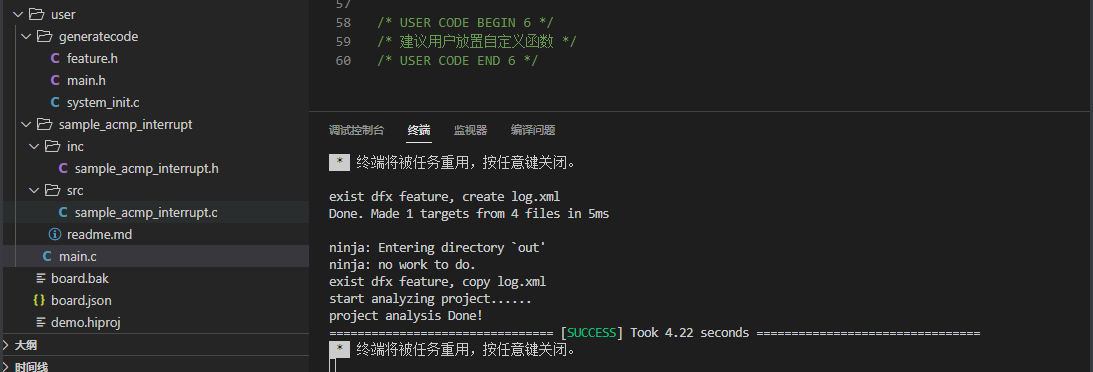 user
generatecode
feature.h
main.h
system_init.c
sample_acmp_interrupt
inc
sample_acmp_interrupt.h
src
sample_acmp_interrupt.c
readme.md
main.c
board.bak
board.json
demo.hiproj
大纲
时间线
57
58 /* USER CODE BEGIN 6 */
59 /* 建议用户放置自定义函数 */
60 /* USER CODE END 6 */
调试控制台 终端 监视器 编译问题
* 终端将被任务重用，按任意键关闭。
exist dfx feature, create log.xml
Done. Made 1 targets from 4 files in 5ms
ninja: Entering directory `out'
ninja: no work to do.
exist dfx feature, copy log.xml
start analyzing project......
project analysis Done!
================================ [SUCCESS] Took 4.22 seconds ================================
* 终端将被任务重用，按任意键关闭。